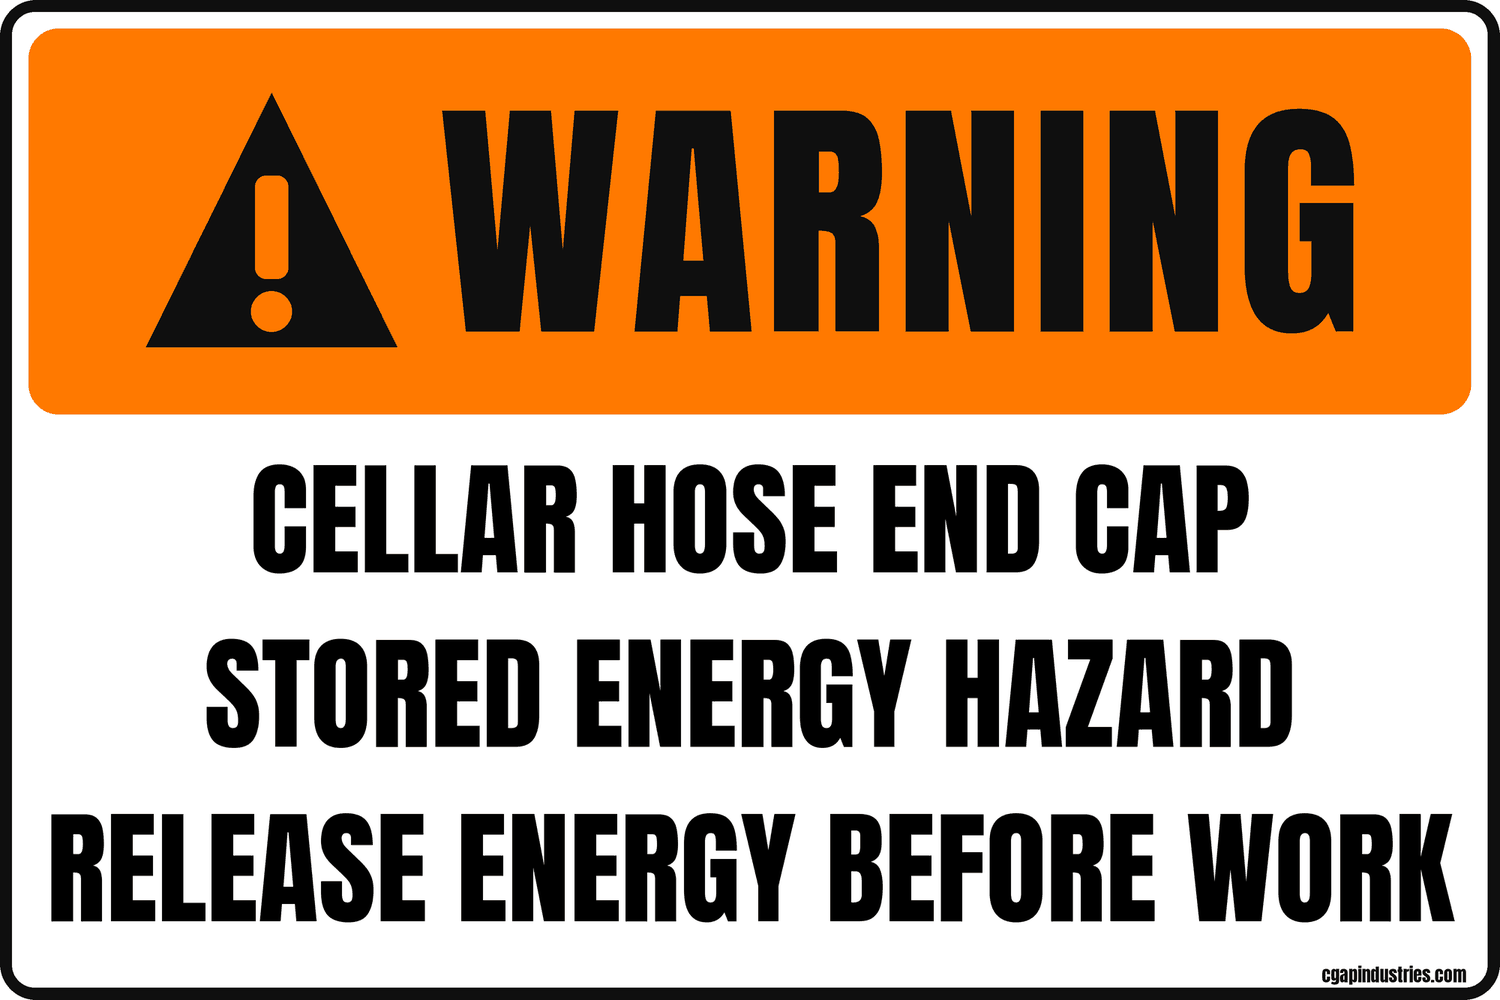 WARNING
CELLAR HOSE END CAP
STORED ENERGY HAZARD
RELEASE ENERGY BEFORE WORK
cgapindustries.com